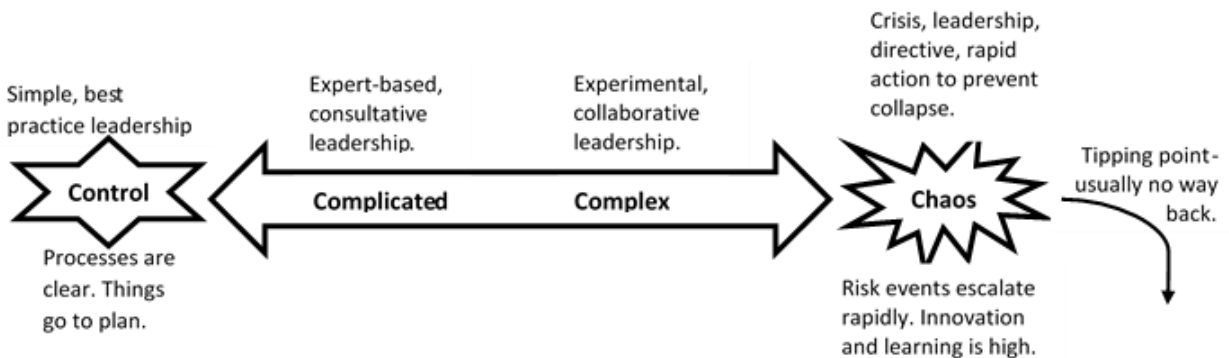 Simple, best
practice leadership
Control
Processes are
clear. Things
go to plan.
Expert-based,
consultative
leadership.
Complicated
Experimental,
collaborative
leadership.
Complex
Crisis, leadership,
directive, rapid
action to prevent
collapse.
Chaos
Risk events escalate
rapidly. Innovation
and learning is high.
Tipping point-
usually no way
back.